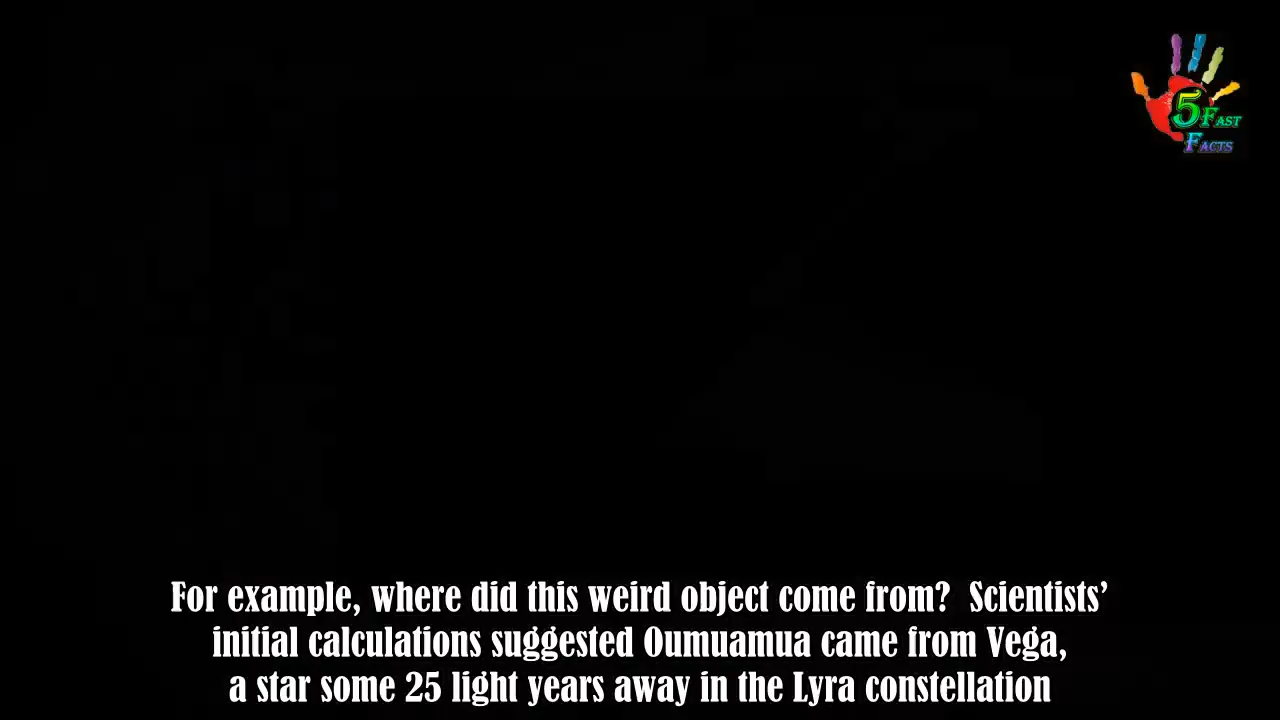 5 Fast
Facts
For example, where did this weird object come from?  Scientists’
initial calculations suggested Oumuamua came from Vega,
a star some 25 light years away in the Lyra constellation